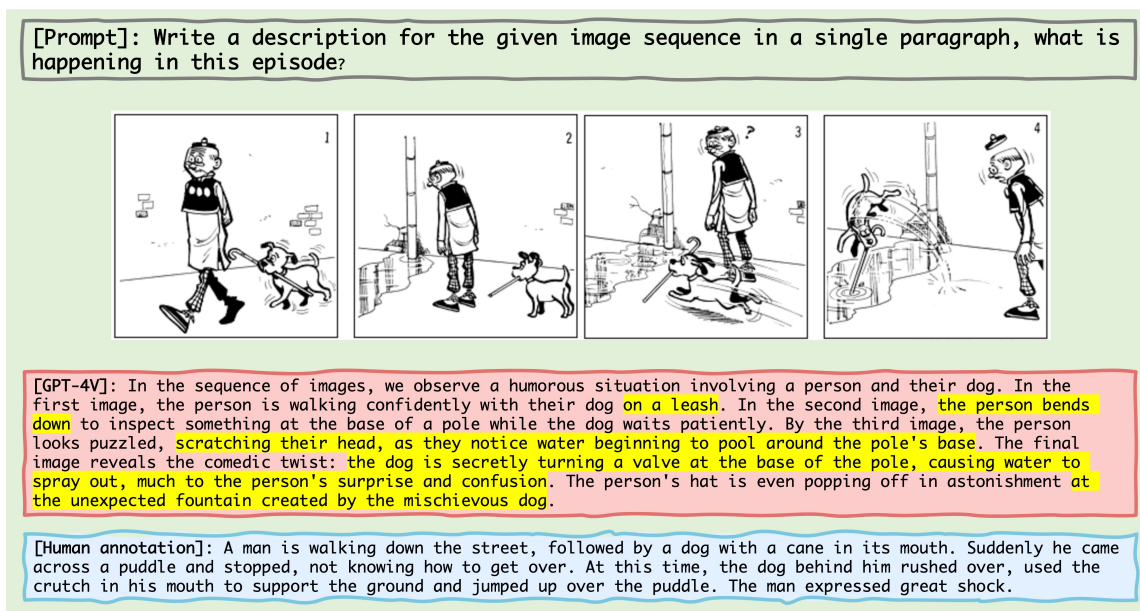 [Prompt]: Write a description for the given image sequence in a single paragraph, what is
happening in this episode?
1
2
3
?
4
[GPT-4V]: In the sequence of images, we observe a humorous situation involving a person and their dog. In the
first image, the person is walking confidently with their dog on a leash. In the second image, the person bends
down to inspect something at the base of a pole while the dog waits patiently. By the third image, the person
looks puzzled, scratching their head, as they notice water beginning to pool around the pole's base. The final
image reveals the comedic twist: the dog is secretly turning a valve at the base of the pole, causing water to
spray out, much to the person's surprise and confusion. The person's hat is even popping off in astonishment at
the unexpected fountain created by the mischievous dog.
[Human annotation]: A man is walking down the street, followed by a dog with a cane in its mouth. Suddenly he came
across a puddle and stopped, not knowing how to get over. At this time, the dog behind him rushed over, used the
crutch in his mouth to support the ground and jumped up over the puddle. The man expressed great shock.